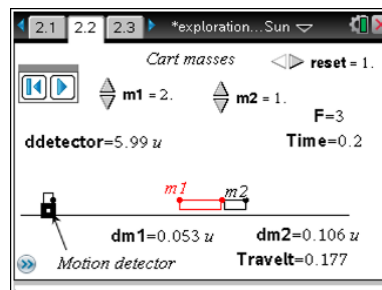 2.1 2.2 2.3 *exploration...Sun
Cart masses reset = 1.
m1 = 2. m2 = 1.
F=3
ddetector=5.99 u Time=0.2
m1 m2
dm1=0.053 u dm2=0.106 u
Motion detector Travelt=0.177